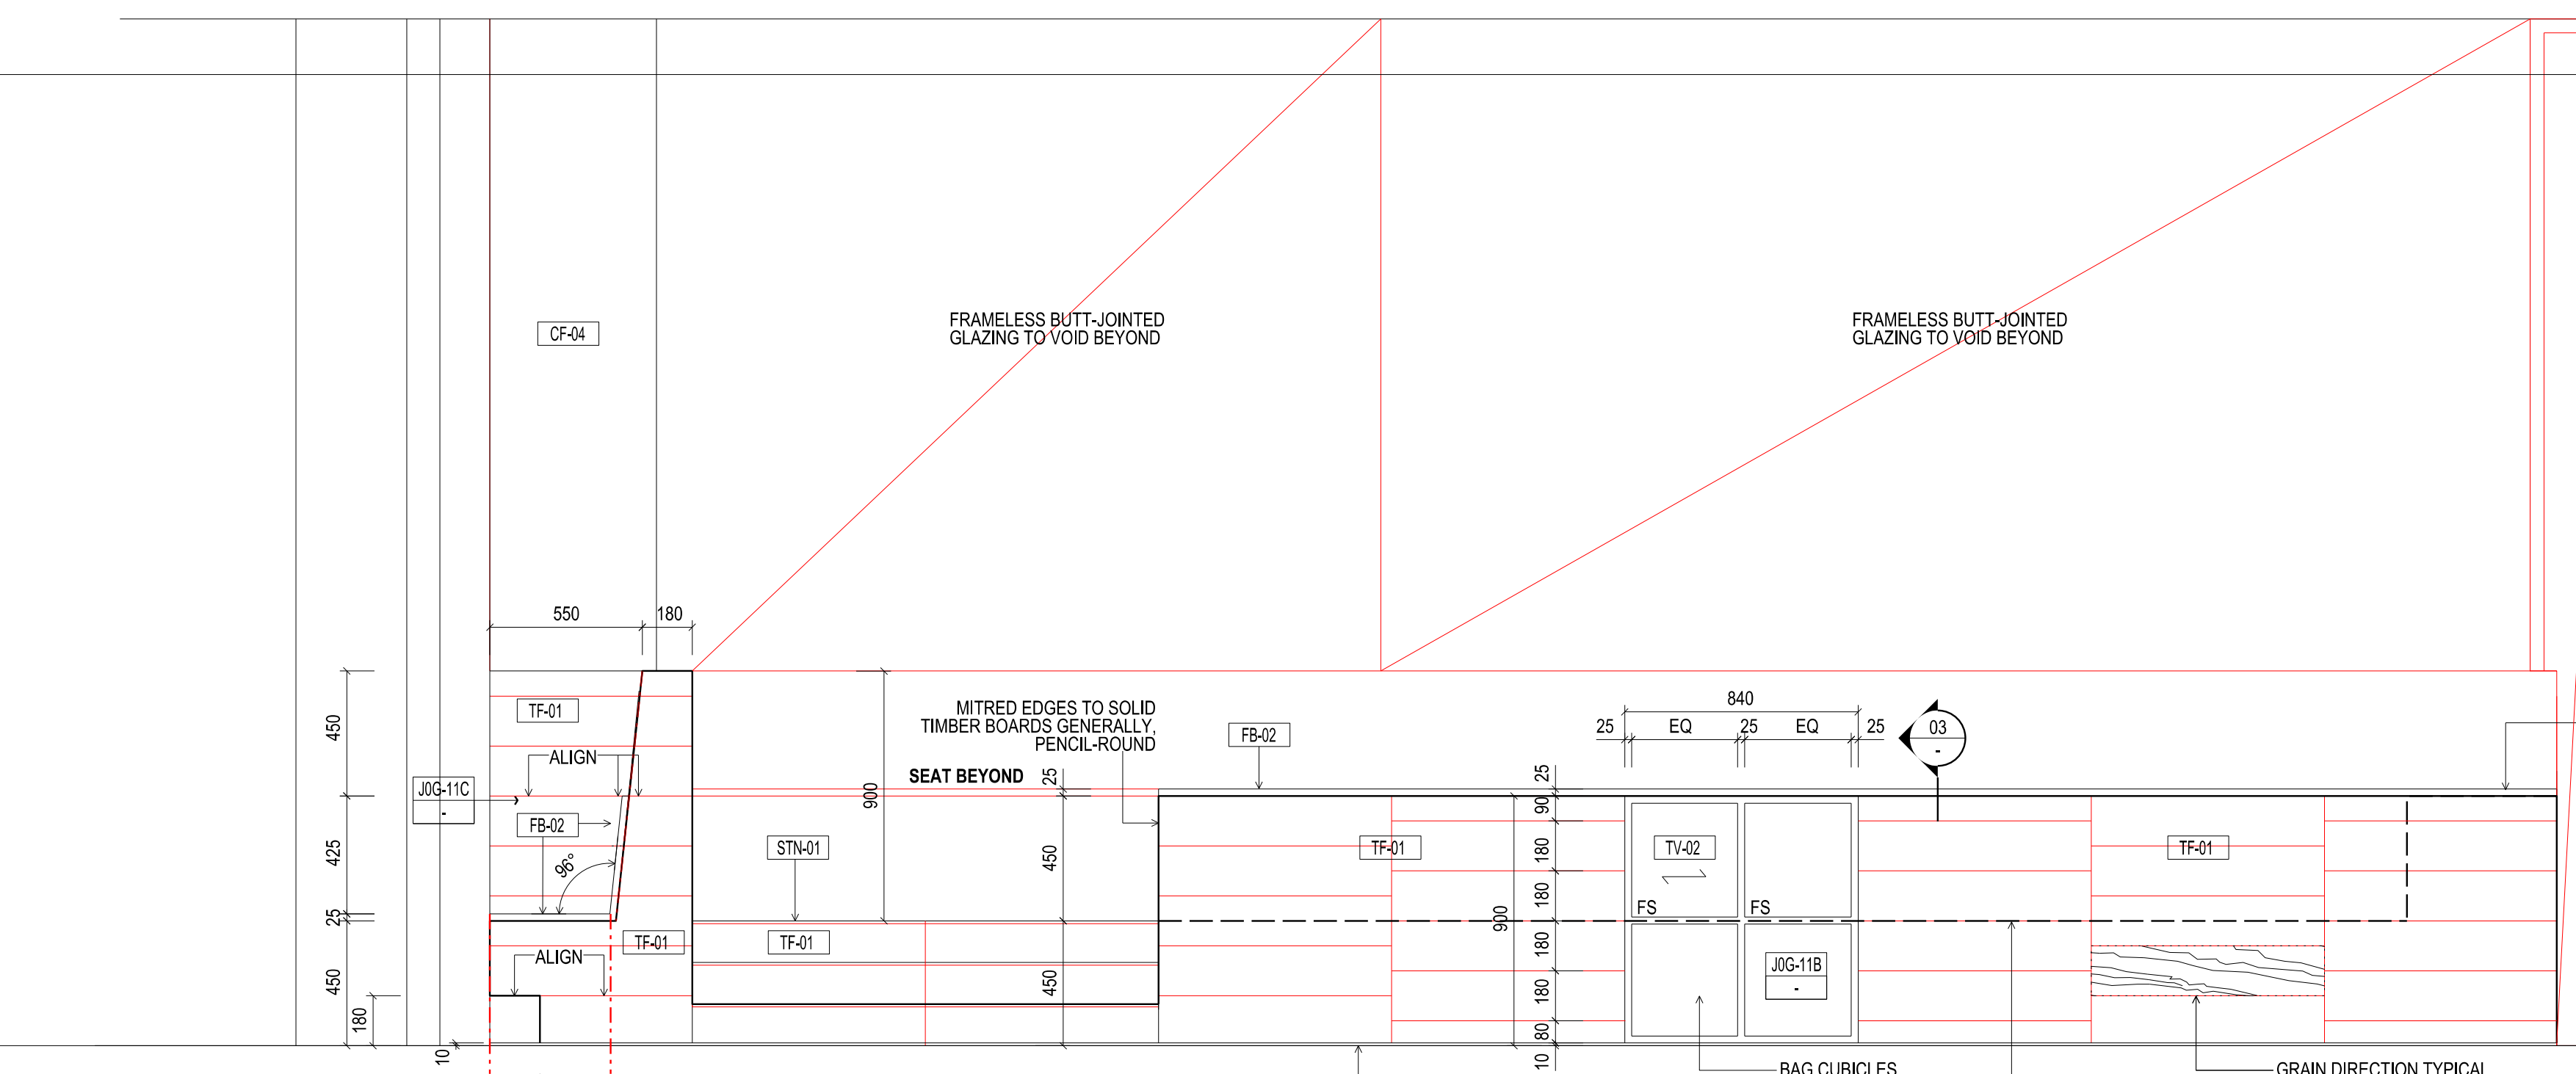 FRAMELESS BUTT-JOINTED
GLAZING TO VOID BEYOND
FRAMELESS BUTT-JOINTED
GLAZING TO VOID BEYOND
CF-04
550
180
450
TF-01
ALIGN
J0G-11C
-
FB-02
425
96°
25
450
ALIGN
TF-01
180
10
MITRED EDGES TO SOLID
TIMBER BOARDS GENERALLY,
PENCIL-ROUND
SEAT BEYOND
900
25
STN-01
450
TF-01
450
FB-02
TF-01
900
840
25
EQ
25
EQ
25
03
-
25
90
180
180
180
180
80
10
TV-02
FS
FS
J0G-11B
-
TF-01
BAG CUBICLES
GRAIN DIRECTION TYPICAL